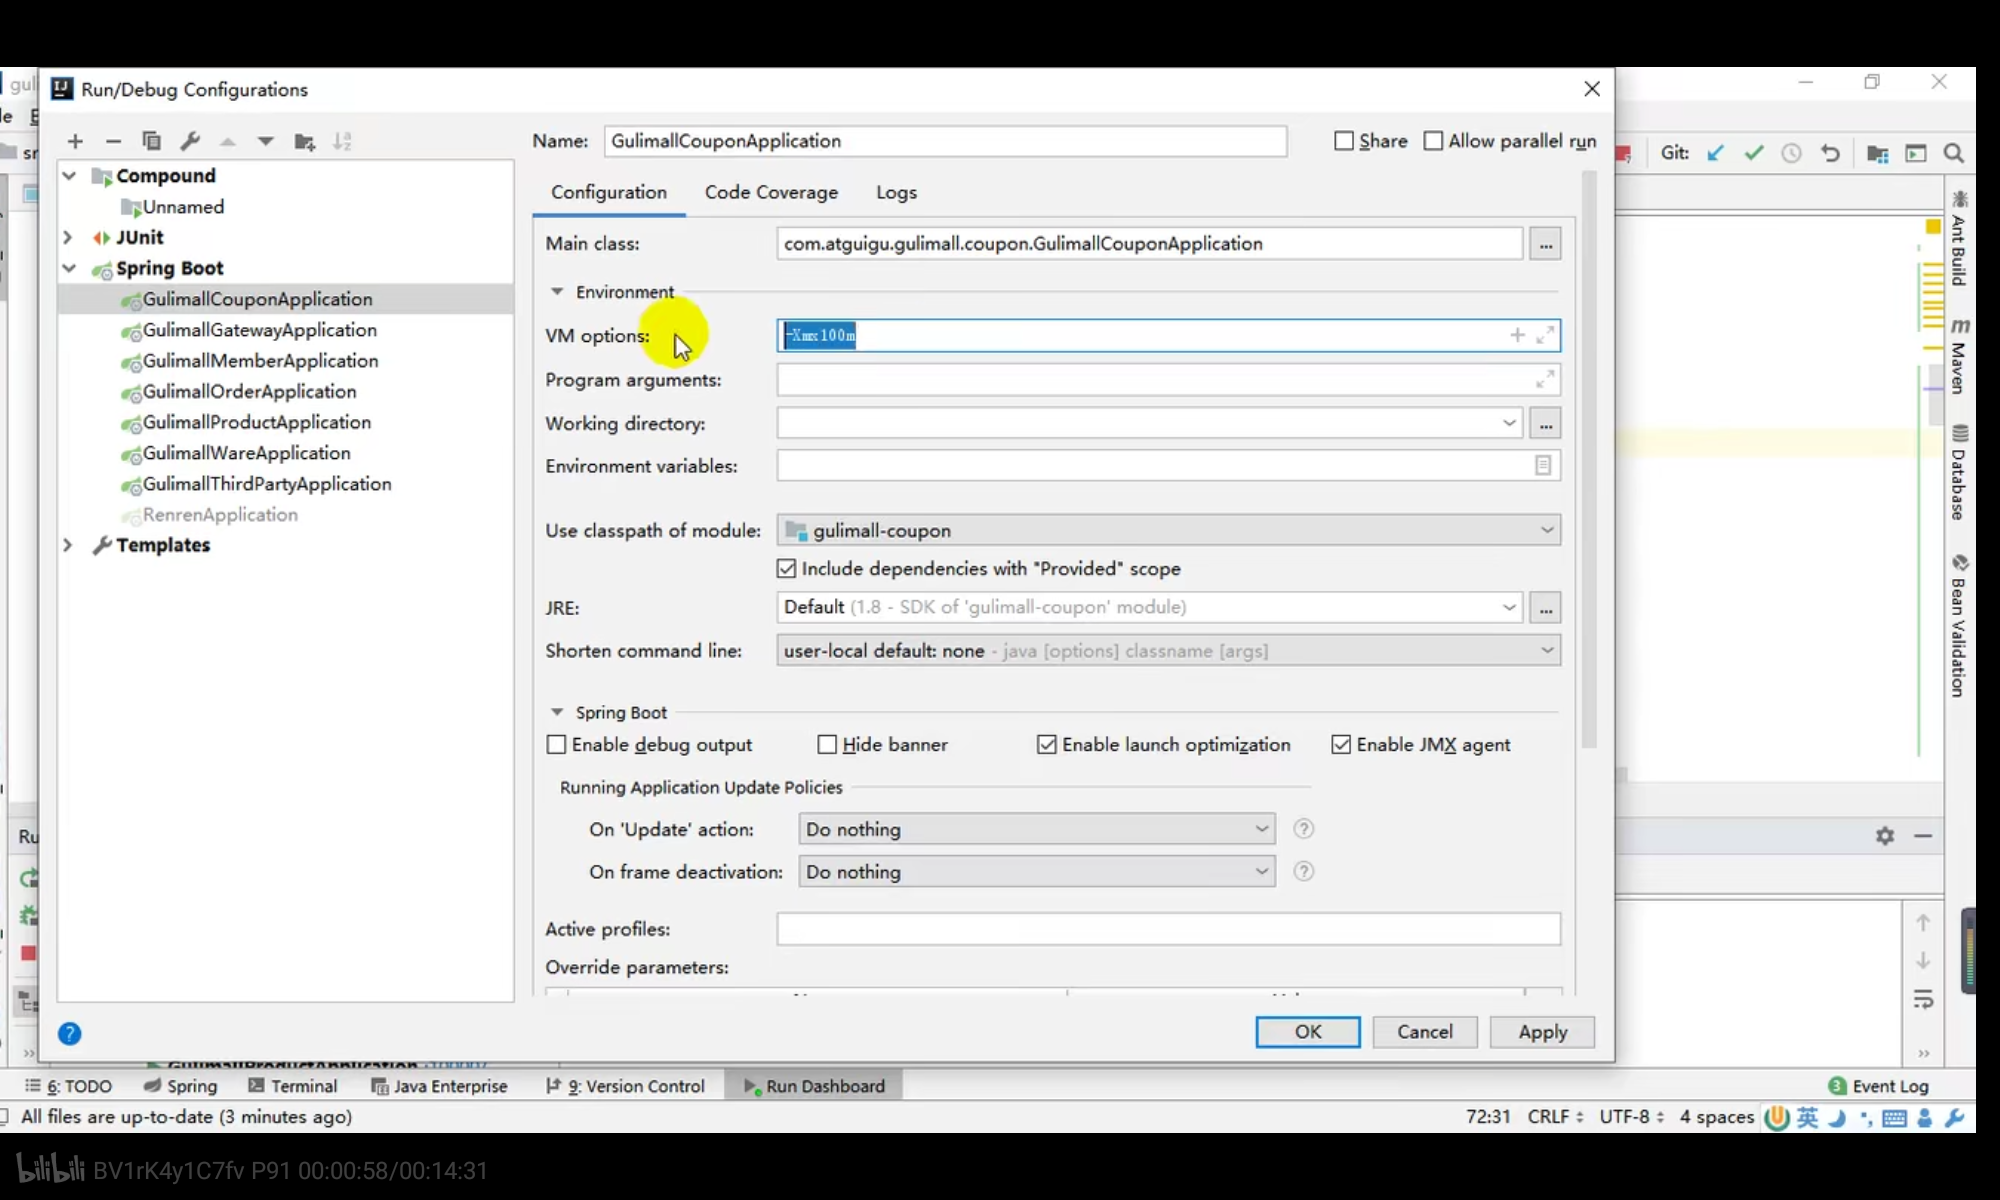 Run/Debug Configurations
Name: GulimallCouponApplication
Share
Allow parallel run
Git:
Compound
Unnamed
JUnit
Spring Boot
GulimallCouponApplication
GulimallGatewayApplication
GulimallMemberApplication
GulimallOrderApplication
GulimallProductApplication
GulimallWareApplication
GulimallThirdPartyApplication
RenrenApplication
Templates
Configuration
Code Coverage
Logs
Main class: com.atguigu.gulimall.coupon.GulimallCouponApplication ...
Environment
VM options: -Xmx100m
Program arguments:
Working directory: ...
Environment variables:
Use classpath of module: gulimall-coupon
Include dependencies with "Provided" scope
JRE: Default (1.8 - SDK of 'gulimall-coupon' module) ...
Shorten command line: user-local default: none - java [options] classname [args]
Spring Boot
Enable debug output
Hide banner
Enable launch optimization
Enable JMX agent
Running Application Update Policies
On 'Update' action: Do nothing ?
On frame deactivation: Do nothing ?
Active profiles:
Override parameters:
?
OK
Cancel
Apply
Ant Build
Maven
Database
Bean Validation
6: TODO
Spring
Terminal
Java Enterprise
9: Version Control
Run Dashboard
3 Event Log
All files are up-to-date (3 minutes ago)
72:31 CRLF UTF-8 4 spaces 英
bilibili BV1rK4y1C7fv P91 00:00:58/00:14:31